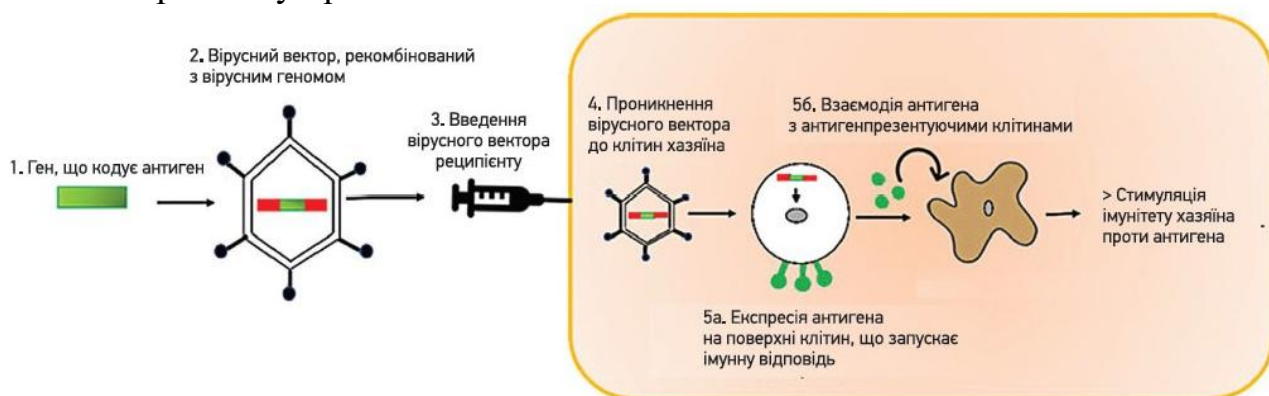 2. Вірусний вектор, рекомбінований
з вірусним геномом
1. Ген, що кодує антиген
3. Введення
вірусного вектора
реципієнту
4. Проникнення
вірусного вектора
до клітин хазяїна
5б. Взаємодія антигена
з антигенпрезентуючими клітинами
5а. Експресія антигена
на поверхні клітин, що запускає
імунну відповідь
> Стимуляція
імунітету хазяїна
проти антигена